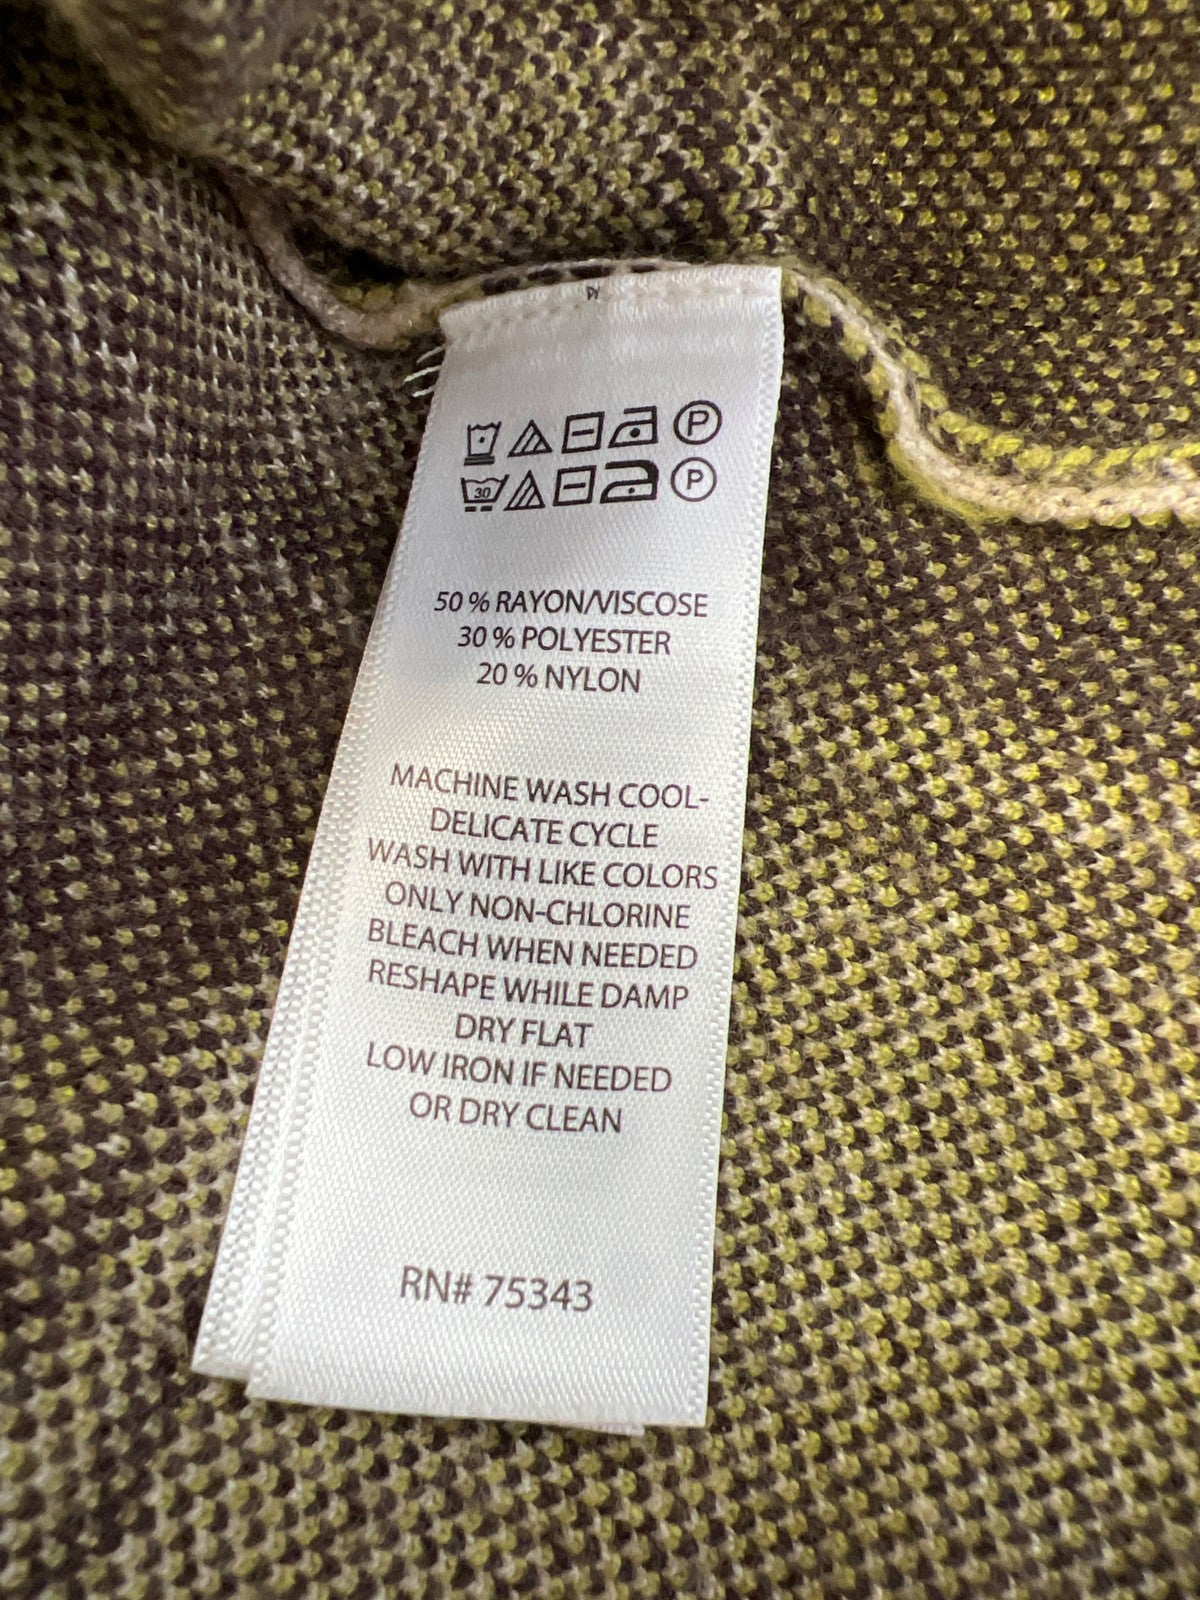 P
30 P
50 % RAYON/VISCOSE
30 % POLYESTER
20 % NYLON
MACHINE WASH COOL-
DELICATE CYCLE
WASH WITH LIKE COLORS
ONLY NON-CHLORINE
BLEACH WHEN NEEDED
RESHAPE WHILE DAMP
DRY FLAT
LOW IRON IF NEEDED
OR DRY CLEAN
RN# 75343